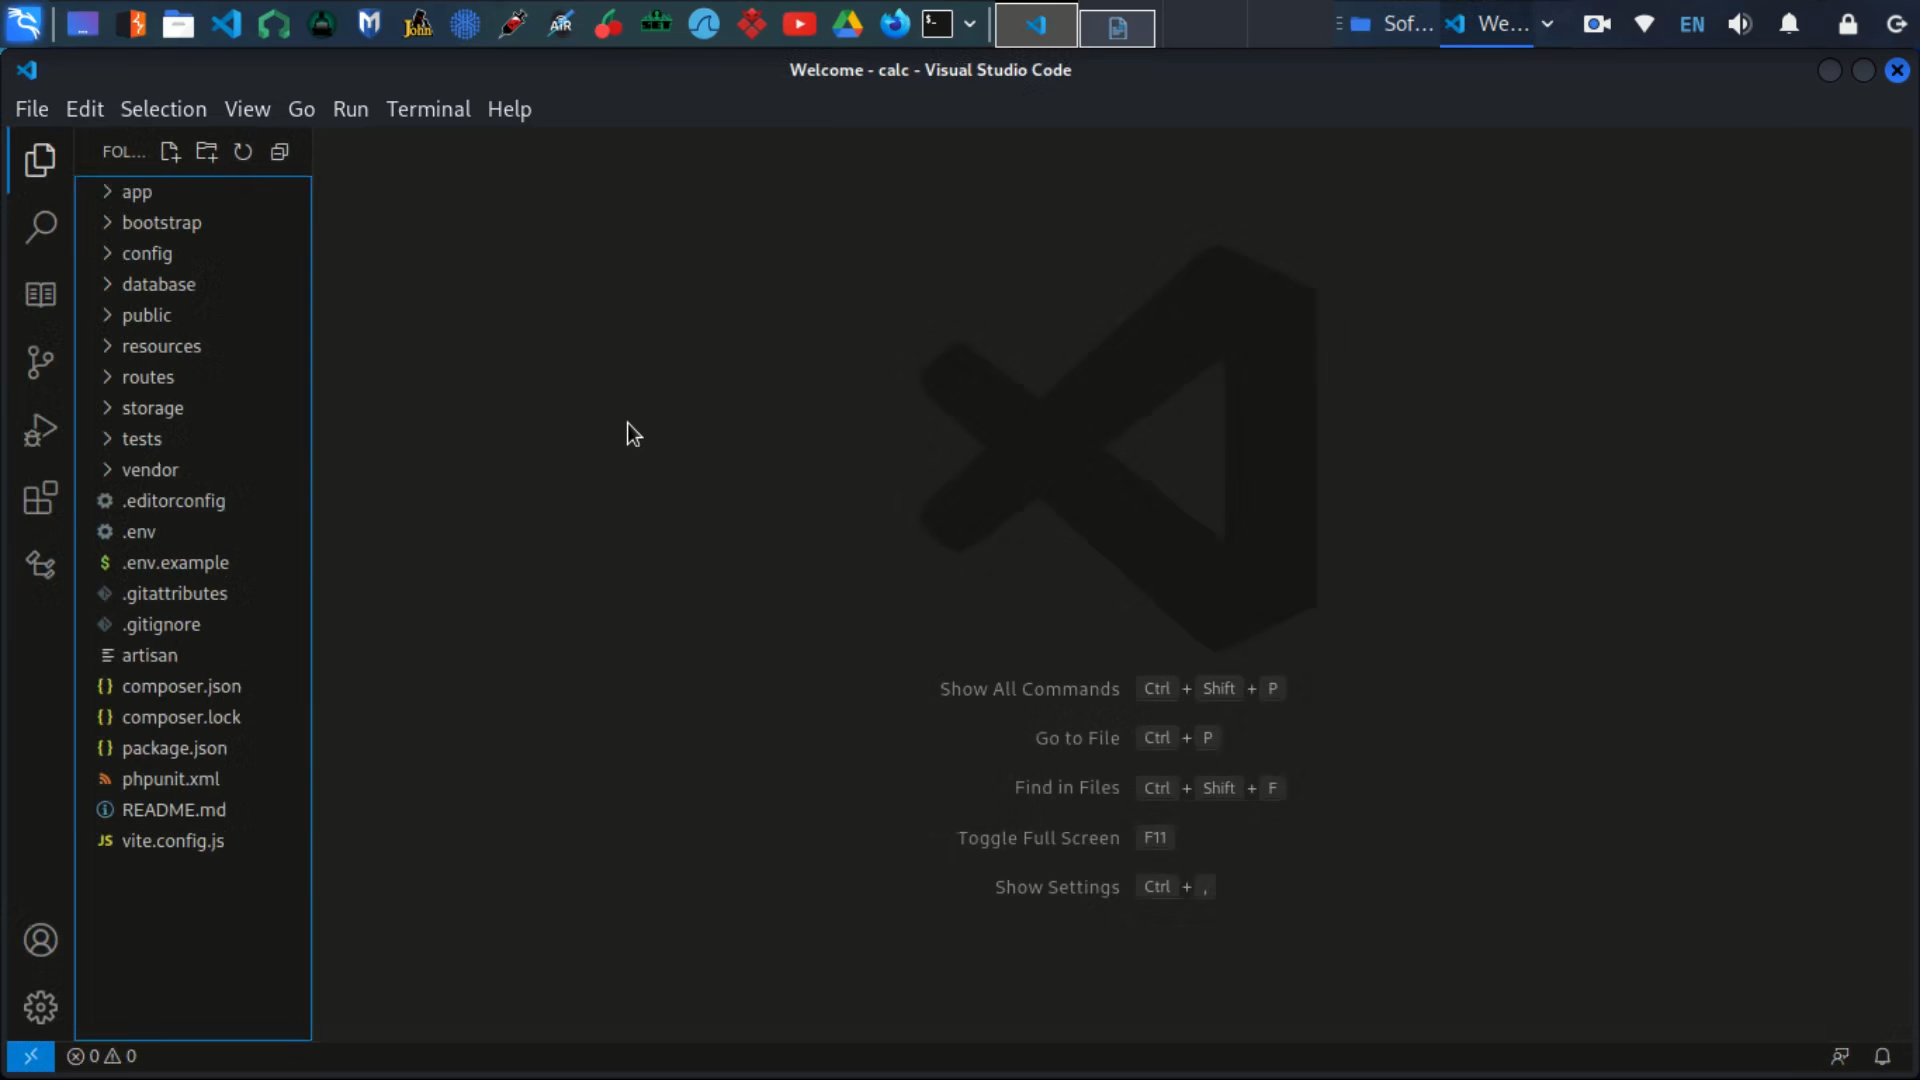 John
AIR
Sof...
We...
EN
Welcome - calc - Visual Studio Code
File Edit Selection View Go Run Terminal Help
FOL...
app
bootstrap
config
database
public
resources
routes
storage
tests
vendor
.editorconfig
.env
$ .env.example
.gitattributes
.gitignore
artisan
{} composer.json
{} composer.lock
{} package.json
phpunit.xml
README.md
JS vite.config.js
Show All Commands Ctrl + Shift + P
Go to File Ctrl + P
Find in Files Ctrl + Shift + F
Toggle Full Screen F11
Show Settings Ctrl + ,
0 0